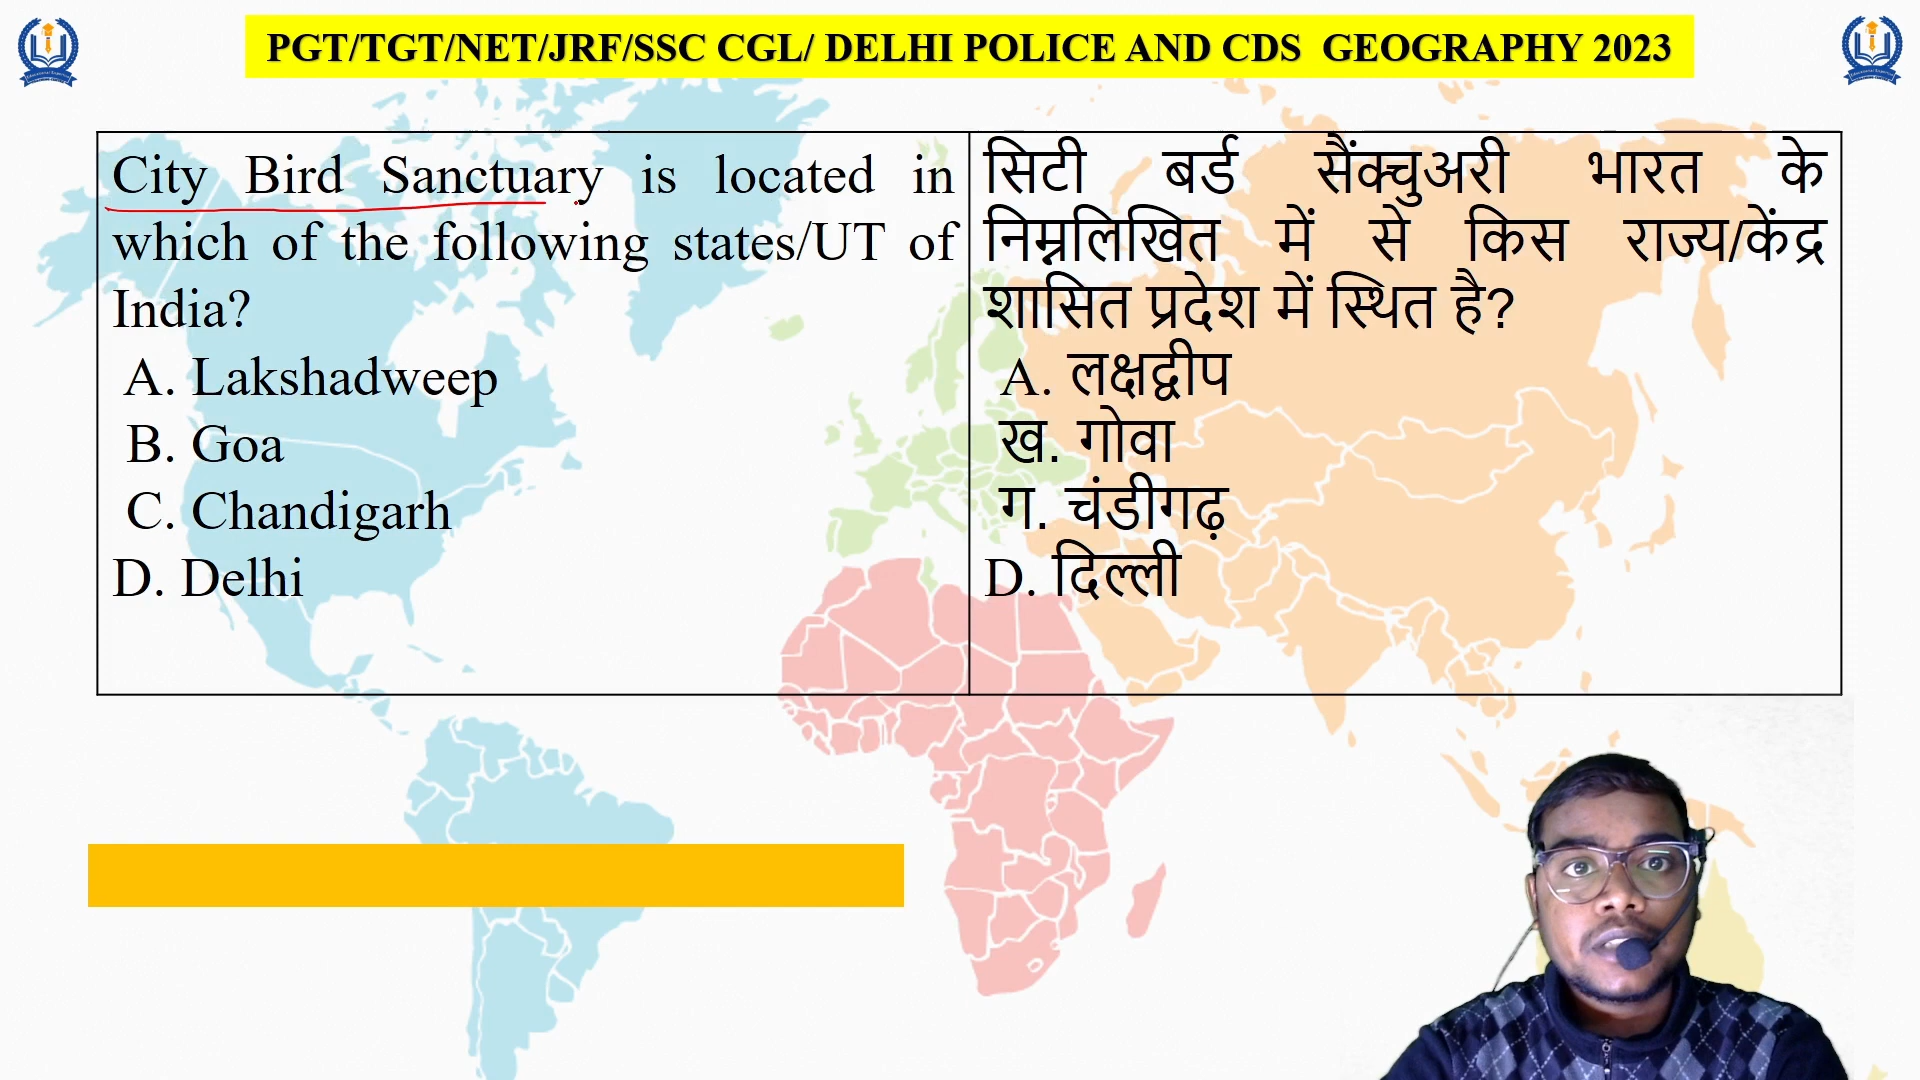 PGT/TGT/NET/JRF/SSC CGL/ DELHI POLICE AND CDS GEOGRAPHY 2023
City Bird Sanctuary is located in
which of the following states/UT of
India?
A. Lakshadweep
B. Goa
C. Chandigarh
D. Delhi
सिटी बर्ड सैंक्चुअरी भारत के
निम्नलिखित में से किस राज्य/केंद्र
शासित प्रदेश में स्थित है?
A. लक्षद्वीप
ख. गोवा
ग. चंडीगढ़
D. दिल्ली